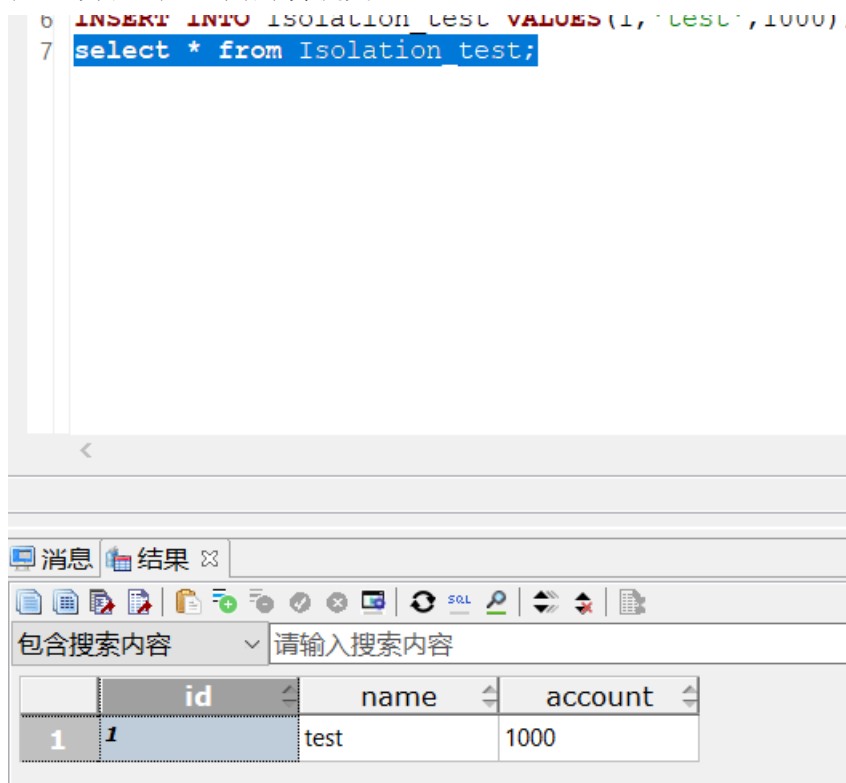 6 INSERT INTO Isolation_test VALUES(1,'test',1000)
7 select * from Isolation_test;
消息 结果
SQL
包含搜索内容 请输入搜索内容
id name account
1 1 test 1000